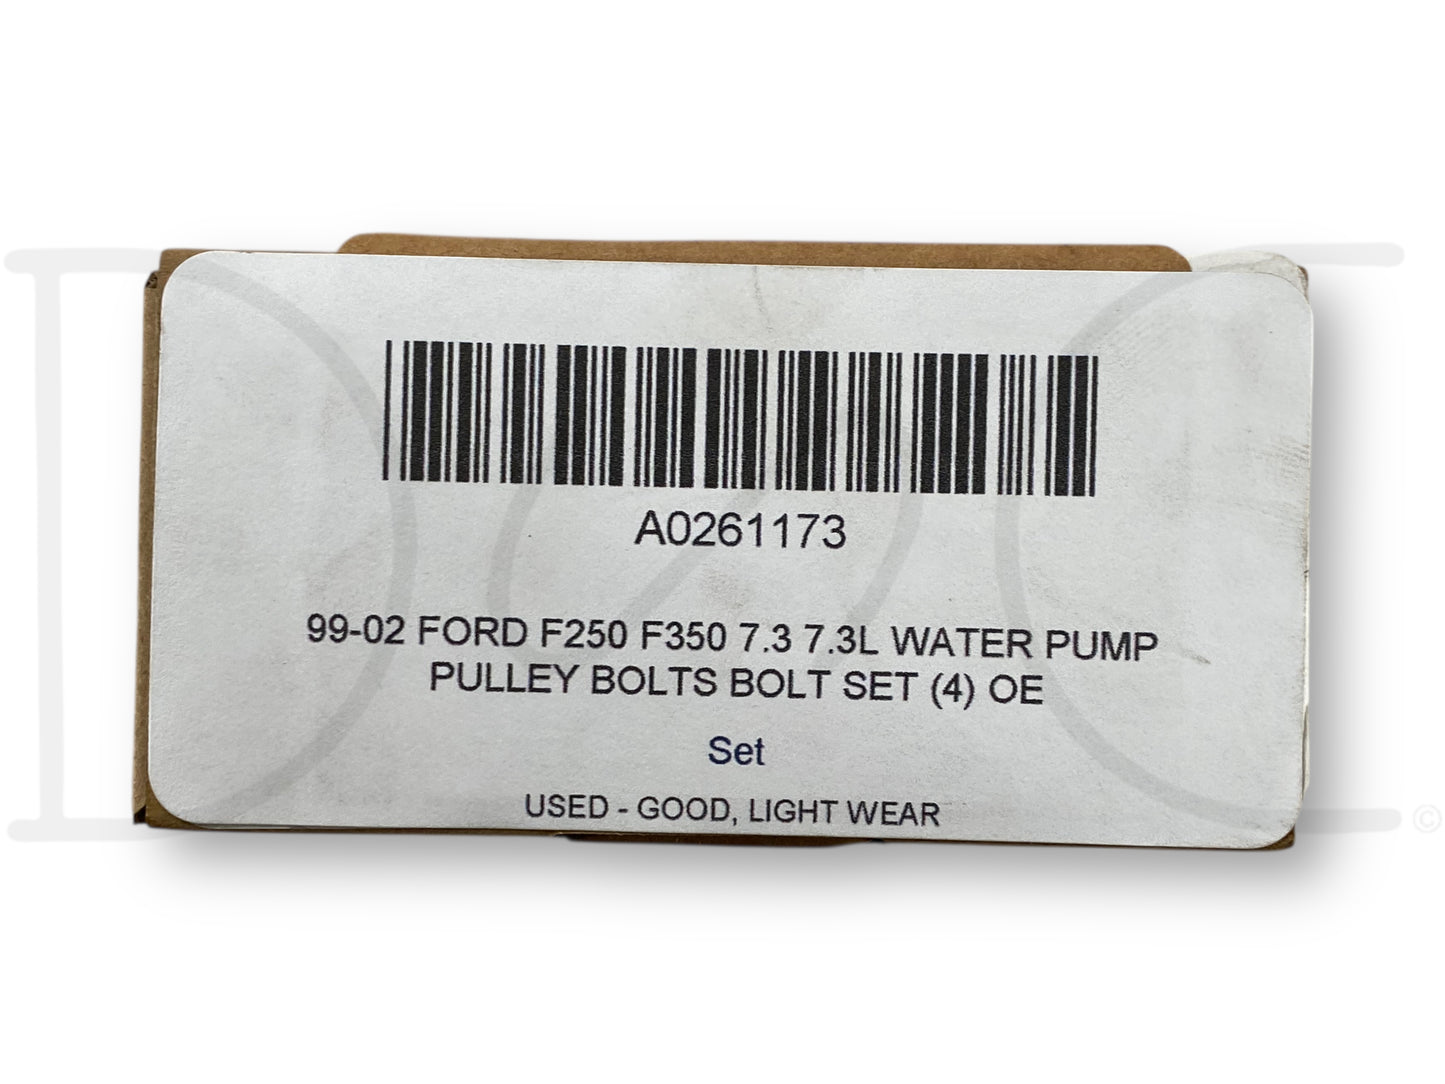 A0261173
99-02 FORD F250 F350 7.3 7.3L WATER PUMP
PULLEY BOLTS BOLT SET (4) OE
Set
USED - GOOD, LIGHT WEAR
©